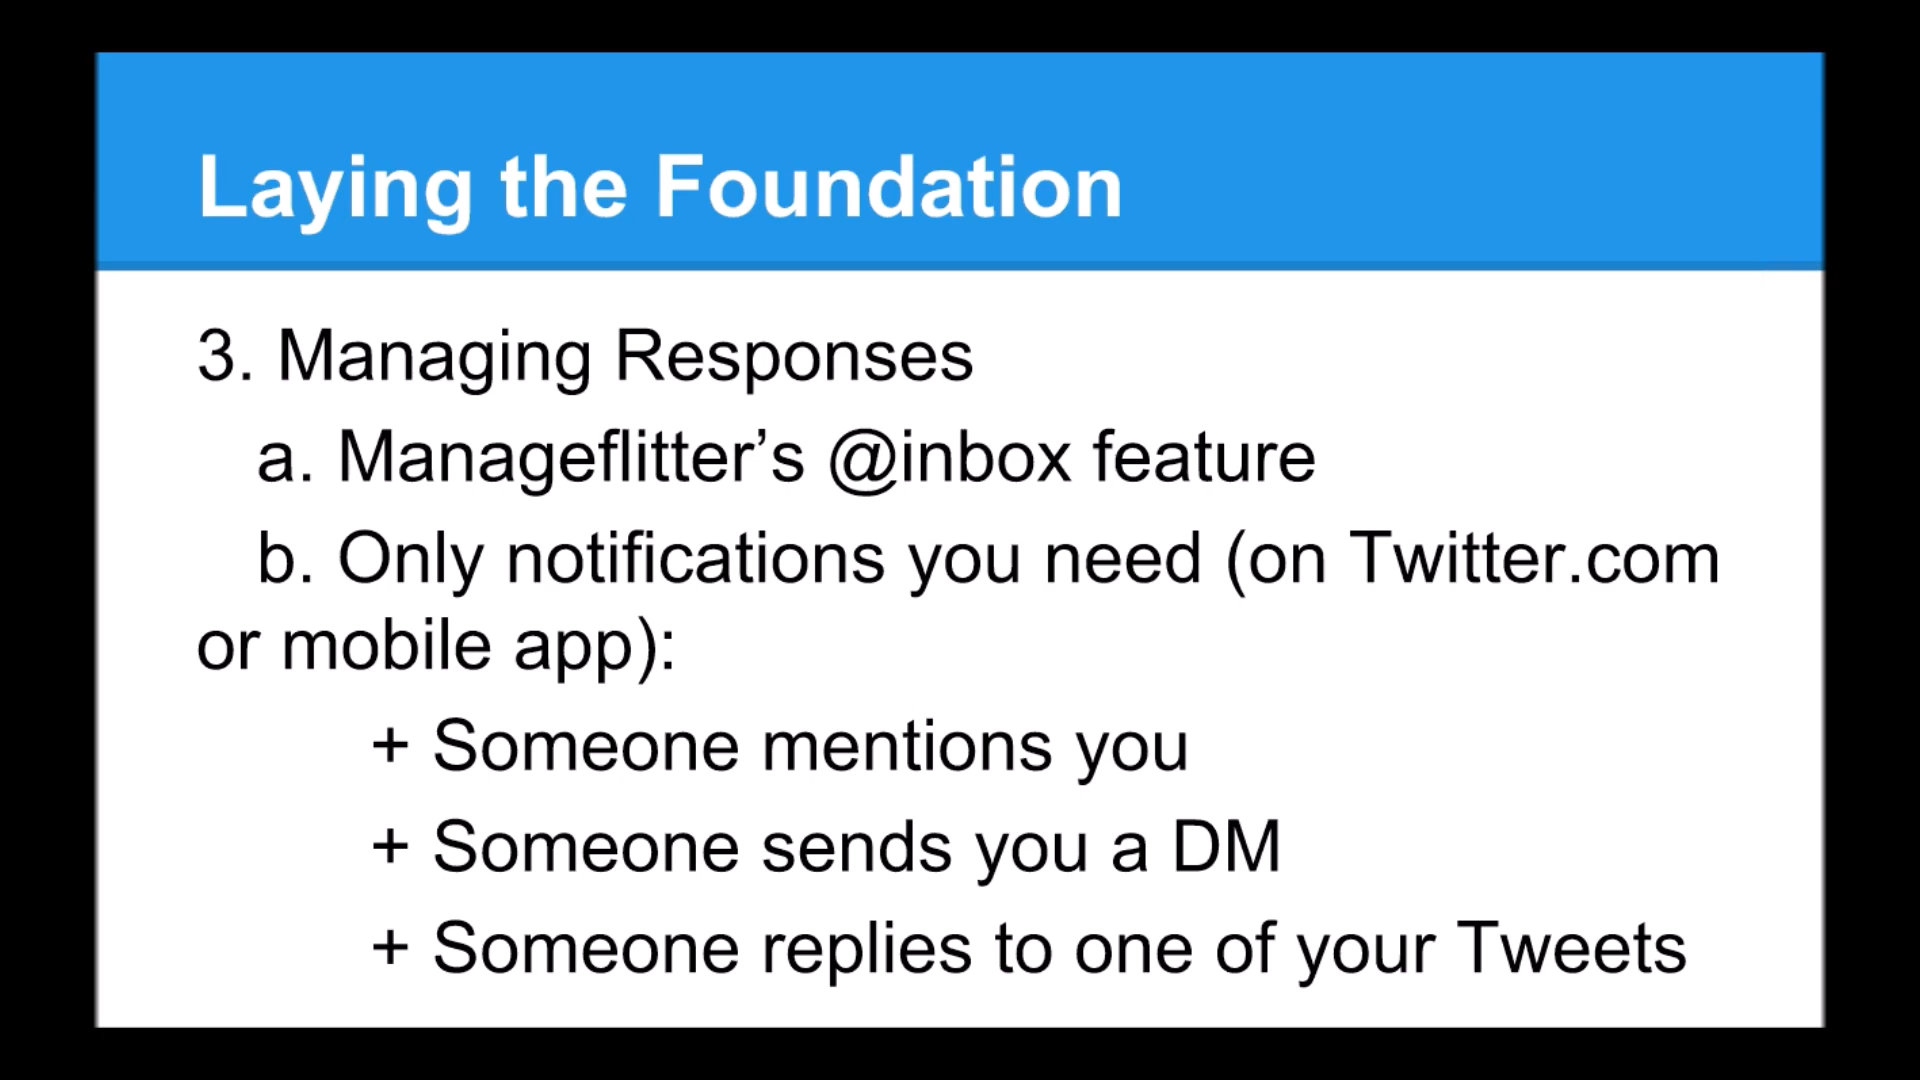 Laying the Foundation
3. Managing Responses
a. Manageflitter’s @inbox feature
b. Only notifications you need (on Twitter.com
or mobile app):
+ Someone mentions you
+ Someone sends you a DM
+ Someone replies to one of your Tweets